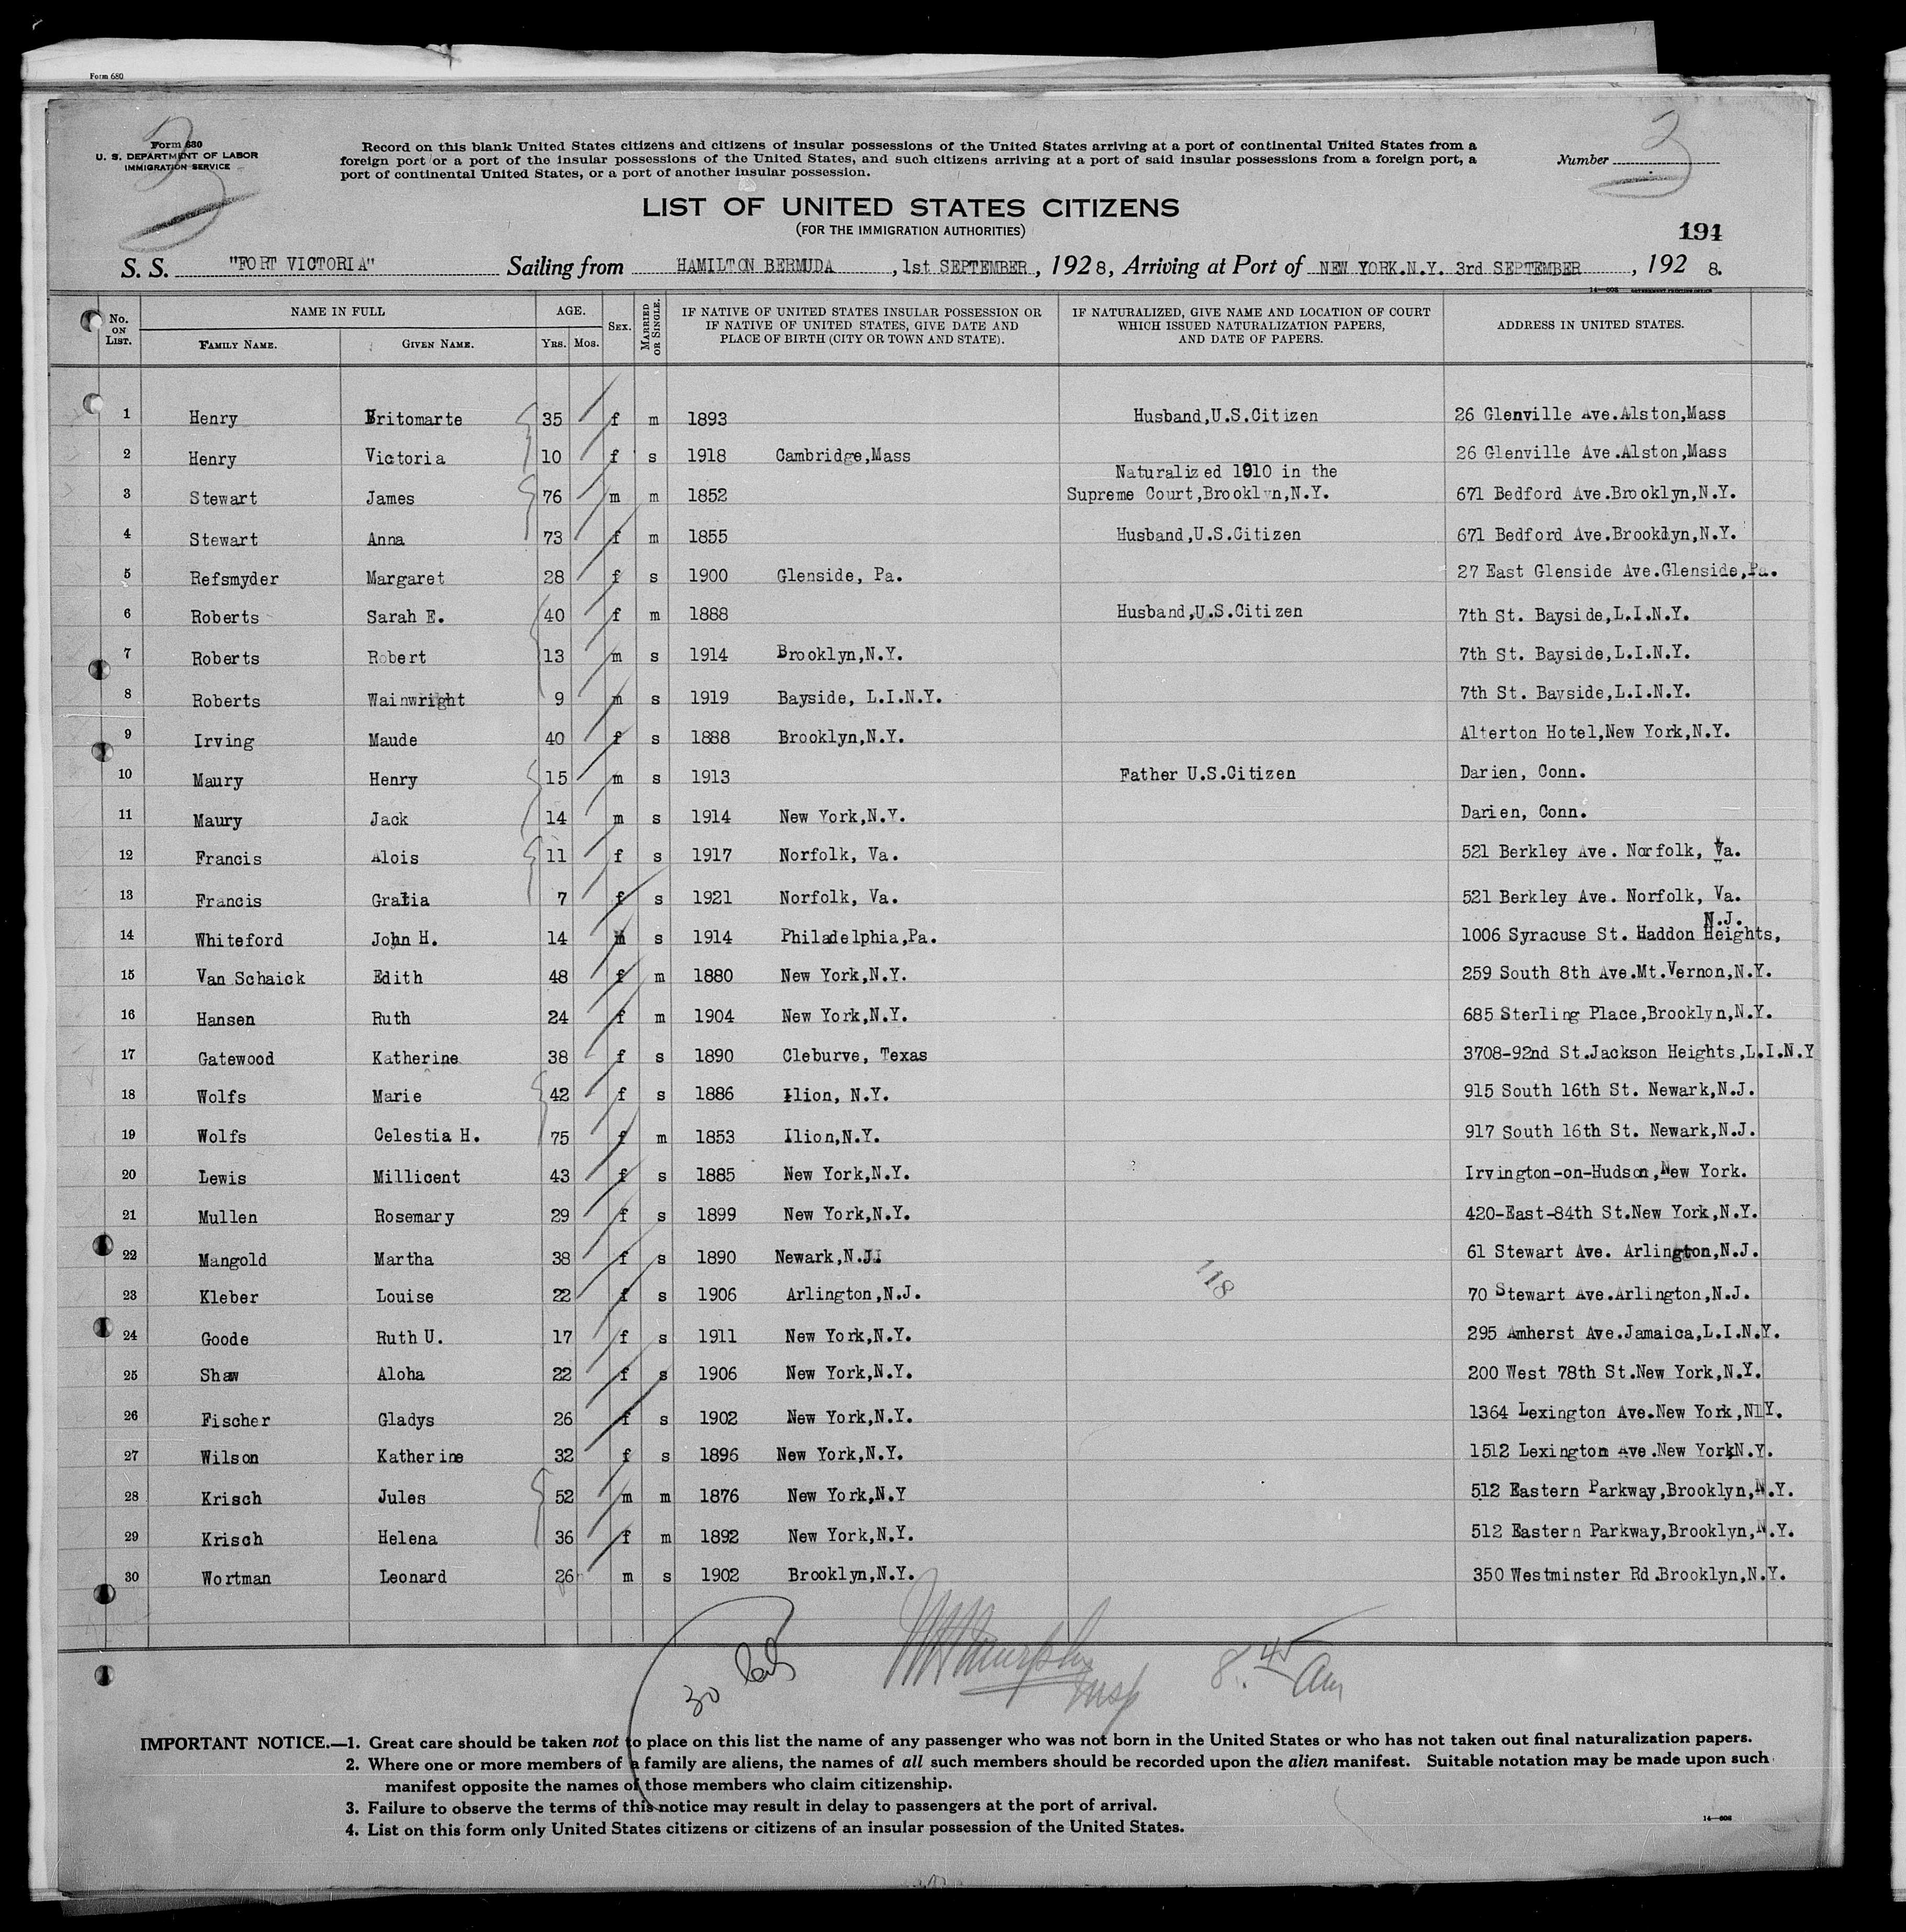 Form 680
Form 680
U. S. DEPARTMENT OF LABOR
IMMIGRATION SERVICE
3
Record on this blank United States citizens and citizens of insular possessions of the United States arriving at a port of continental United States from a
foreign port or a port of the insular possessions of the United States, and such citizens arriving at a port of said insular possessions from a foreign port, a
port of continental United States, or a port of another insular possession.
Number 3
LIST OF UNITED STATES CITIZENS
(FOR THE IMMIGRATION AUTHORITIES)
194
S. S. "FORT VICTORIA" Sailing from HAMILTON BERMUDA, 1st SEPTEMBER, 1928, Arriving at Port of NEW YORK.N.Y. 3rd SEPTEMBER, 1928.
No. ON LIST. NAME IN FULL FAMILY NAME. GIVEN NAME. AGE. YRS. MOS. SEX. MARRIED OR SINGLE. IF NATIVE OF UNITED STATES INSULAR POSSESSION OR IF NATIVE OF UNITED STATES, GIVE DATE AND PLACE OF BIRTH (CITY OR TOWN AND STATE). IF NATURALIZED, GIVE NAME AND LOCATION OF COURT WHICH ISSUED NATURALIZATION PAPERS, AND DATE OF PAPERS. ADDRESS IN UNITED STATES.
1 Henry Britomarte 35 f m 1893 Husband,U.S.Citizen 26 Glenville Ave.Alston,Mass
2 Henry Victoria 10 f s 1918 Cambridge,Mass 26 Glenville Ave.Alston,Mass
Naturalized 1910 in the
3 Stewart James 76 m m 1852 Supreme Court,Brooklyn,N.Y. 671 Bedford Ave.Brooklyn,N.Y.
4 Stewart Anna 73 f m 1855 Husband,U.S.Citizen 671 Bedford Ave.Brooklyn,N.Y.
5 Refsmyder Margaret 28 f s 1900 Glenside, Pa. 27 East Glenside Ave.Glenside,Pa.
6 Roberts Sarah E. 40 f m 1888 Husband,U.S.Citizen 7th St. Bayside,L.I.N.Y.
7 Roberts Robert 13 m s 1914 Brooklyn,N.Y. 7th St. Bayside,L.I.N.Y.
8 Roberts Wainwright 9 m s 1919 Bayside, L.I.N.Y. 7th St. Bayside,L.I.N.Y.
9 Irving Maude 40 f s 1888 Brooklyn,N.Y. Alterton Hotel,New York,N.Y.
10 Maury Henry 15 m s 1913 Father U.S.Citizen Darien, Conn.
11 Maury Jack 14 m s 1914 New York,N.Y. Darien, Conn.
12 Francis Alois 11 f s 1917 Norfolk, Va. 521 Berkley Ave. Norfolk, Va.
13 Francis Gratia 7 f s 1921 Norfolk, Va. 521 Berkley Ave. Norfolk, Va.
N.J.
14 Whiteford John H. 14 m s 1914 Philadelphia,Pa. 1006 Syracuse St. Haddon Heights,
15 Van Schaick Edith 48 f m 1880 New York,N.Y. 259 South 8th Ave.Mt.Vernon,N.Y.
16 Hansen Ruth 24 f m 1904 New York,N.Y. 685 Sterling Place,Brooklyn,N.Y.
17 Gatewood Katherine 38 f s 1890 Cleburve, Texas 3708-92nd St.Jackson Heights,L.I.N.Y
18 Wolfs Marie 42 f s 1886 Ilion, N.Y. 915 South 16th St. Newark,N.J.
19 Wolfs Celestia H. 75 f m 1853 Ilion,N.Y. 917 South 16th St. Newark,N.J.
20 Lewis Millicent 43 f s 1885 New York,N.Y. Irvington-on-Hudson,New York.
21 Mullen Rosemary 29 f s 1899 New York,N.Y. 420-East-84th St.New York,N.Y.
22 Mangold Martha 38 f s 1890 Newark,N.J. 61 Stewart Ave. Arlington,N.J.
118
23 Kleber Louise 22 f s 1906 Arlington,N.J. 70 Stewart Ave.Arlington,N.J.
24 Goode Ruth U. 17 f s 1911 New York,N.Y. 295 Amherst Ave.Jamaica,L.I.N.Y.
25 Shaw Aloha 22 f s 1906 New York,N.Y. 200 West 78th St.New York,N.Y.
26 Fischer Gladys 26 f s 1902 New York,N.Y. 1364 Lexington Ave.New York,N.Y.
27 Wilson Katherine 32 f s 1896 New York,N.Y. 1512 Lexington Ave.New York,N.Y.
28 Krisch Jules 52 m m 1876 New York,N.Y 512 Eastern Parkway,Brooklyn,N.Y.
29 Krisch Helena 36 f m 1892 New York,N.Y. 512 Eastern Parkway,Brooklyn,N.Y.
30 Wortman Leonard 26 m s 1902 Brooklyn,N.Y. 350 Westminster Rd.Brooklyn,N.Y.
30 Murphy Insp 8.45 Am
IMPORTANT NOTICE.—1. Great care should be taken not to place on this list the name of any passenger who was not born in the United States or who has not taken out final naturalization papers.
2. Where one or more members of a family are aliens, the names of all such members should be recorded upon the alien manifest. Suitable notation may be made upon such
manifest opposite the names of those members who claim citizenship.
3. Failure to observe the terms of this notice may result in delay to passengers at the port of arrival.
4. List on this form only United States citizens or citizens of an insular possession of the United States.